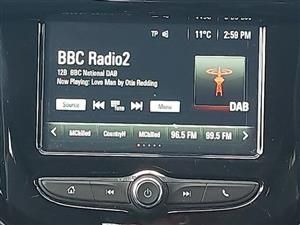 TP 11°C 2:59 PM
BBC Radio2
12B BBC National DAB
Now Playing: Love Man by Otis Redding
Source Tune Menu
DAB
MChilled CountryH MChilled 96.5 FM 99.5 FM